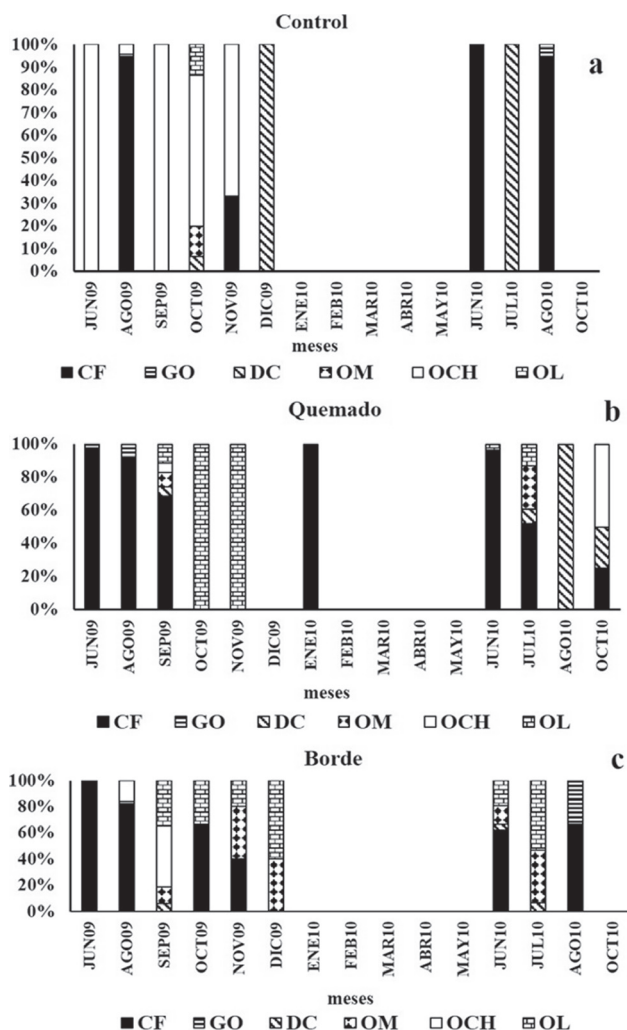 Control
a
100%
90%
80%
70%
60%
50%
40%
30%
20%
10%
0%
JUN09 AGO09 SEP09 OCT09 NOV09 DIC09 ENE10 FEB10 MAR10 ABR10 MAY10 JUN10 JUL10 AGO10 OCT10
meses
CF GO DC OM OCH OL
Quemado
b
100%
80%
60%
40%
20%
0%
JUN09 AGO09 SEP09 OCT09 NOV09 DIC09 ENE10 FEB10 MAR10 ABR10 MAY10 JUN10 JUL10 AGO10 OCT10
meses
CF GO DC OM OCH OL
Borde
c
100%
80%
60%
40%
20%
0%
JUN09 AGO09 SEP09 OCT09 NOV09 DIC09 ENE10 FEB10 MAR10 ABR10 MAY10 JUN10 JUL10 AGO10 OCT10
meses
CF GO DC OM OCH OL